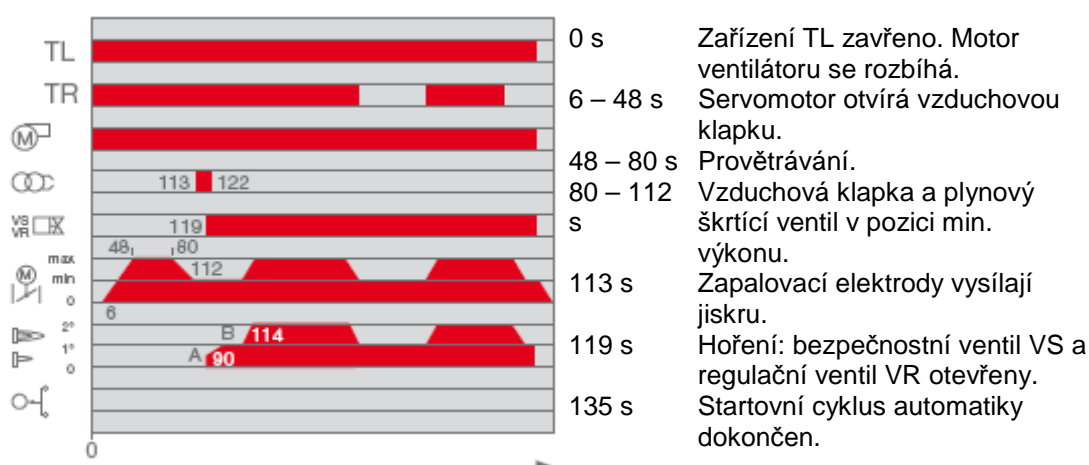 TL
TR
M
113 122
VS
VR
119
48 80
max
M
min
112
0
6
2°
B 114
1°
A 90
0
0
0 s Zařízení TL zavřeno. Motor
ventilátoru se rozbíhá.
6 – 48 s Servomotor otvírá vzduchovou
klapku.
48 – 80 s Provětrávání.
80 – 112 Vzduchová klapka a plynový
s škrtící ventil v pozici min.
výkonu.
113 s Zapalovací elektrody vysílají
jiskru.
119 s Hoření: bezpečnostní ventil VS a
regulační ventil VR otevřeny.
135 s Startovní cyklus automatiky
dokončen.